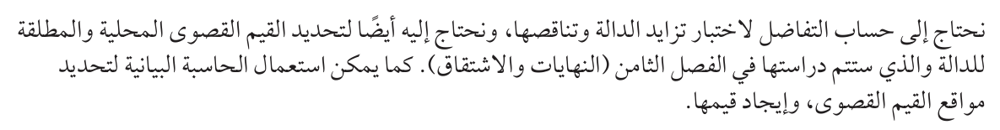 نحتاج إلى حساب التفاضل لاختبار تزايد الدالة وتناقصها، ونحتاج إليه أيضًا لتحديد القيم القصوى المحلية والمطلقة
للدالة والذي ستتم دراستها في الفصل الثامن (النهايات والاشتقاق). كما يمكن استعمال الحاسبة البيانية لتحديد
مواقع القيم القصوى، وإيجاد قيمها.